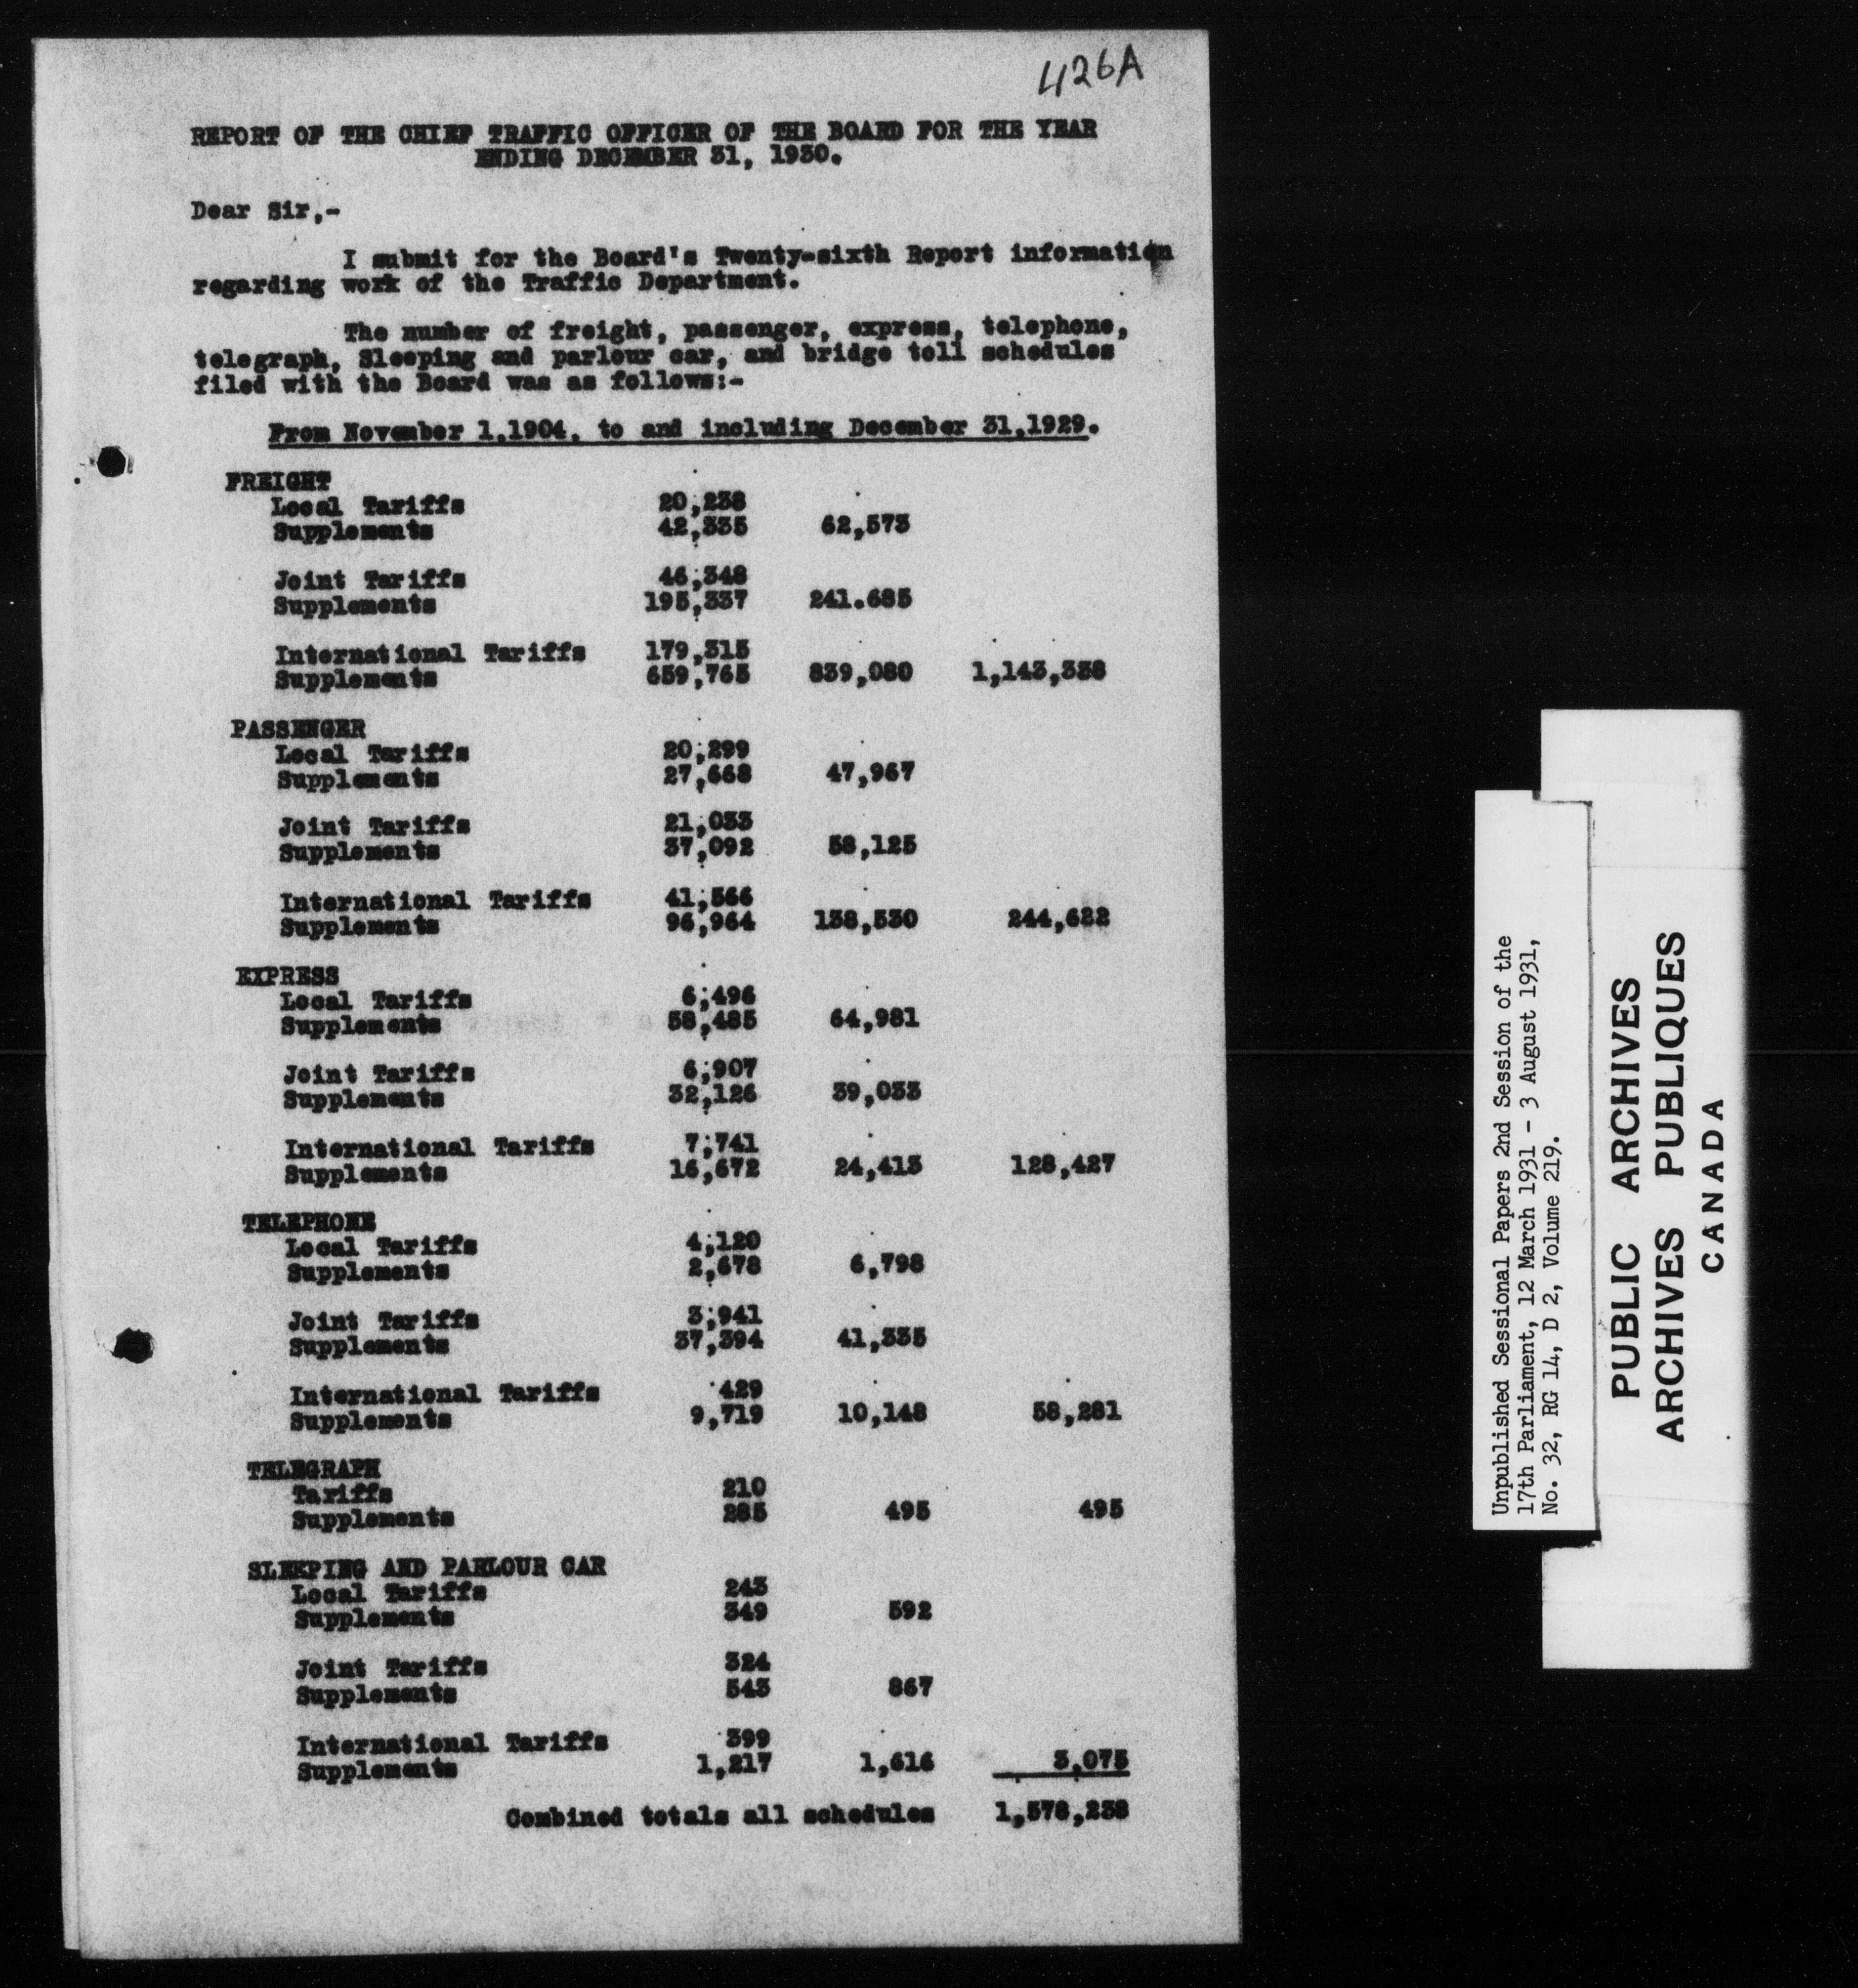 426A
REPORT OF THE CHIEF TRAFFIC OFFICER OF THE BOARD FOR THE YEAR
ENDING DECEMBER 31, 1930.
Dear Sir,-
I submit for the Board's Twenty-sixth Report information
regarding work of the Traffic Department.
The number of freight, passenger, express, telephone,
telegraph, Sleeping and parlour car, and bridge toll schedules
filed with the Board was as follows:-
From November 1,1904, to and including December 31,1929.
FREIGHT
Local Tariffs 20,238
Supplements 42,335 62,573
Joint Tariffs 46,348
Supplements 195,337 241.685
International Tariffs 179,315
Supplements 659,765 839,080 1,143,338
PASSENGER
Local Tariffs 20,299
Supplements 27,668 47,967
Joint Tariffs 21,033
Supplements 37,092 58,125
International Tariffs 41,566
Supplements 96,964 138,530 244,622
EXPRESS
Local Tariffs 6,496
Supplements 58,485 64,981
Joint Tariffs 6,907
Supplements 32,126 39,033
International Tariffs 7,741
Supplements 16,672 24,413 128,427
TELEPHONE
Local Tariffs 4,120
Supplements 2,678 6,798
Joint Tariffs 3,941
Supplements 37,394 41,335
International Tariffs 429
Supplements 9,719 10,148 58,281
TELEGRAPH
Tariffs 210
Supplements 285 495 495
SLEEPING AND PARLOUR CAR
Local Tariffs 243
Supplements 349 592
Joint Tariffs 324
Supplements 543 867
International Tariffs 399
Supplements 1,217 1,616 3,075
Combined totals all schedules 1,578,238
Unpublished Sessional Papers 2nd Session of the
17th Parliament, 12 March 1931 - 3 August 1931,
No. 32, RG 14, D 2, Volume 219.
PUBLIC ARCHIVES
ARCHIVES PUBLIQUES
CANADA